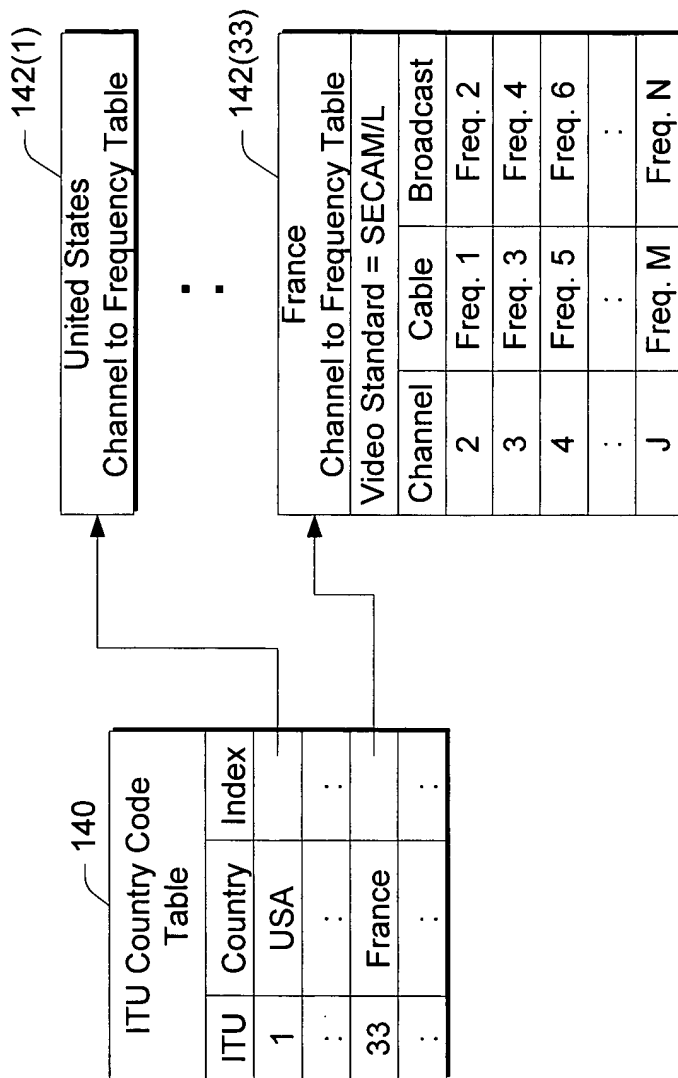 140
ITU Country Code
Table
ITU Country Index
1 USA
: : :
33 France
: : :
142(1)
United States
Channel to Frequency Table
:
142(33)
France
Channel to Frequency Table
Video Standard = SECAM/L
Channel Cable Broadcast
2 Freq. 1 Freq. 2
3 Freq. 3 Freq. 4
4 Freq. 5 Freq. 6
: : :
J Freq. M Freq. N